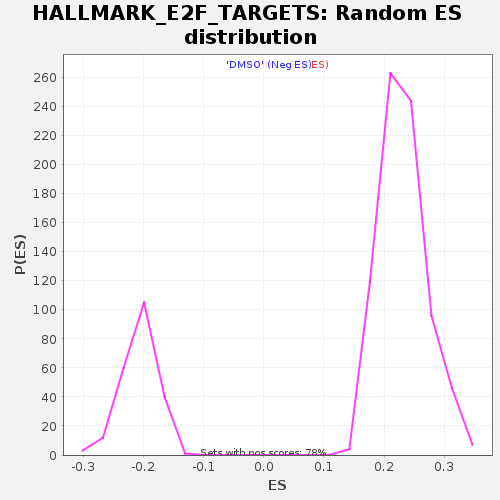 HALLMARK_E2F_TARGETS: Random ES
distribution
'DMSO' (Neg ES)ES)
260
240
220
200
180
160
140
120
100
80
60
40
20
0
P(ES)
Sets with pos scores: 78%
-0.3 -0.2 -0.1 0.0 0.1 0.2 0.3
ES